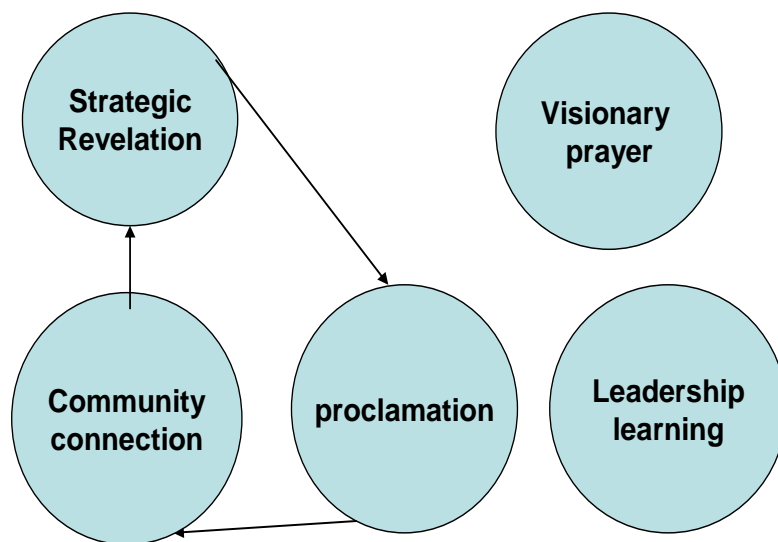 Strategic
Revelation
Visionary
prayer
Community
connection
proclamation
Leadership
learning